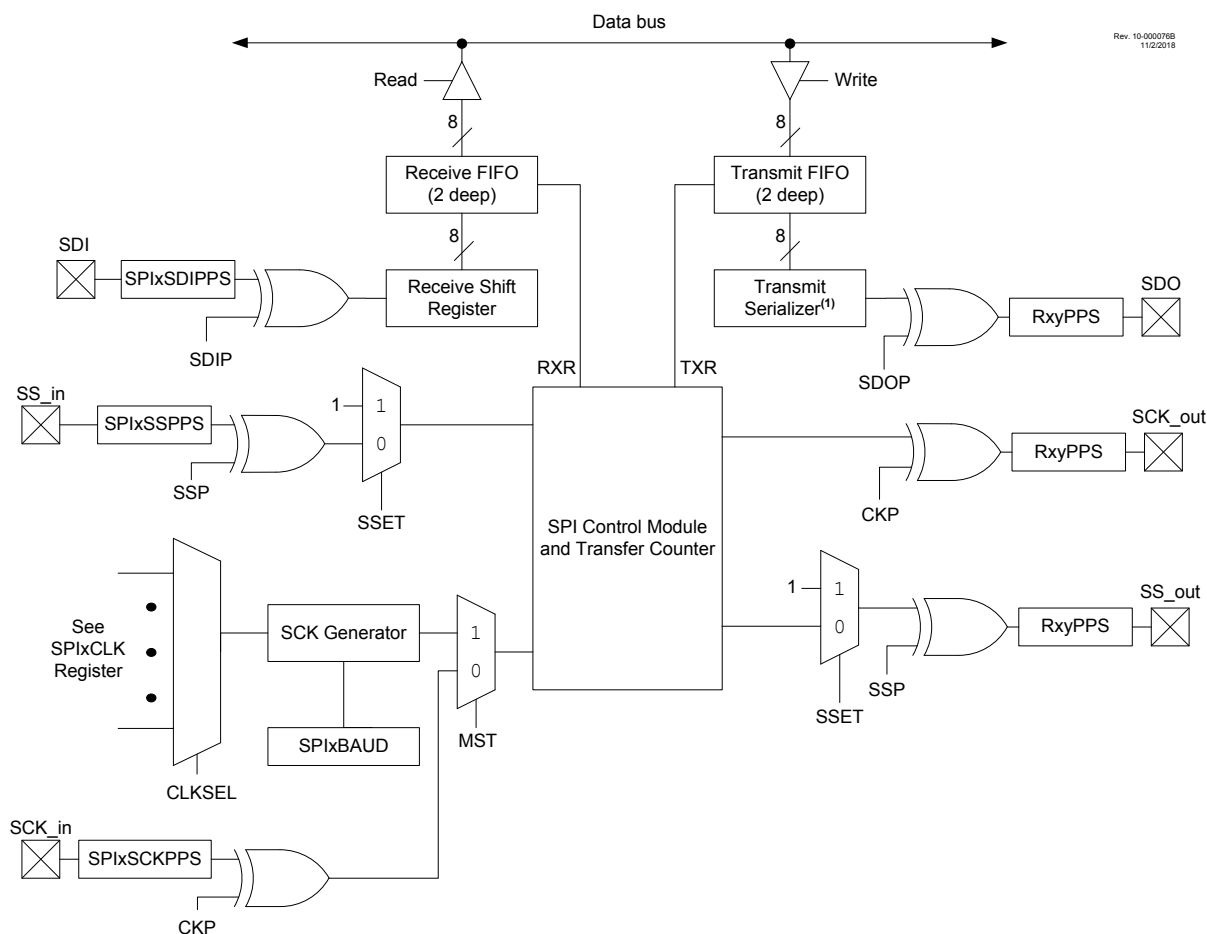 Data bus
Rev. 10-000076B
11/2/2018
Read
Write
8
8
Receive FIFO
(2 deep)
Transmit FIFO
(2 deep)
8
8
SDI
SPIxSDIPPS
Receive Shift
Register
Transmit
Serializer(1)
SDO
RxyPPS
SDIP
SDOP
RXR
TXR
SS_in
SPIxSSPPS
1
1
0
SSP
SSET
SCK_out
RxyPPS
CKP
SPI Control Module
and Transfer Counter
See
SPIxCLK
Register
SCK Generator
1
0
SPIxBAUD
MST
CLKSEL
1
1
0
SS_out
RxyPPS
SSP
SSET
SCK_in
SPIxSCKPPS
CKP